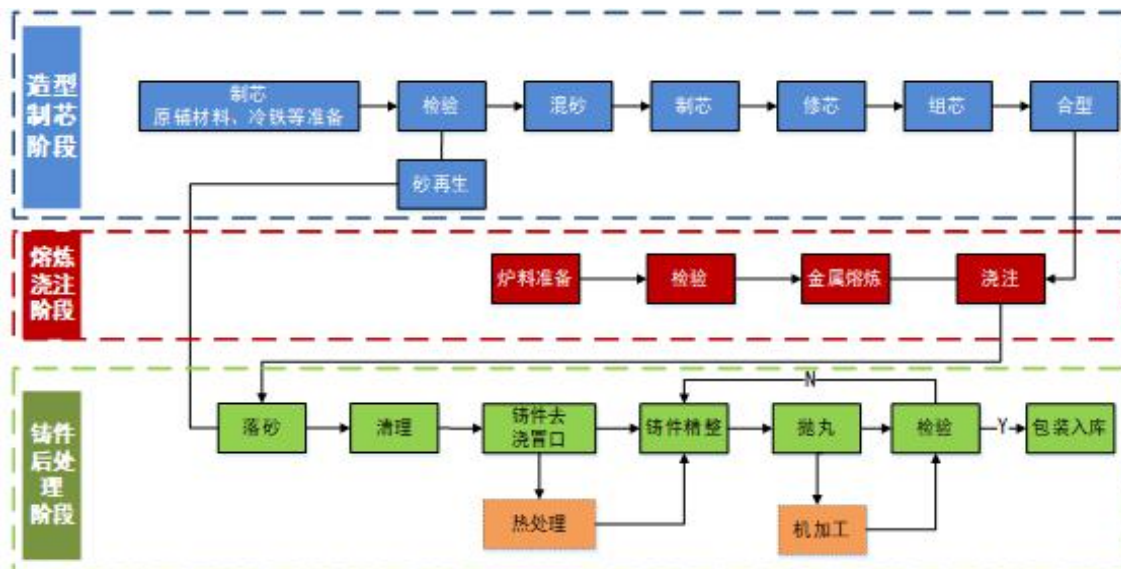 造型
制芯
阶段
制芯
原辅材料、冷铁等准备
检验
混砂
制芯
修芯
组芯
合型
砂再生
熔炼
浇注
阶段
炉料准备
检验
金属熔炼
浇注
铸件
后处
理
阶段
N
落砂
清理
铸件去
浇冒口
铸件精整
抛丸
检验
Y
包装入库
热处理
机加工